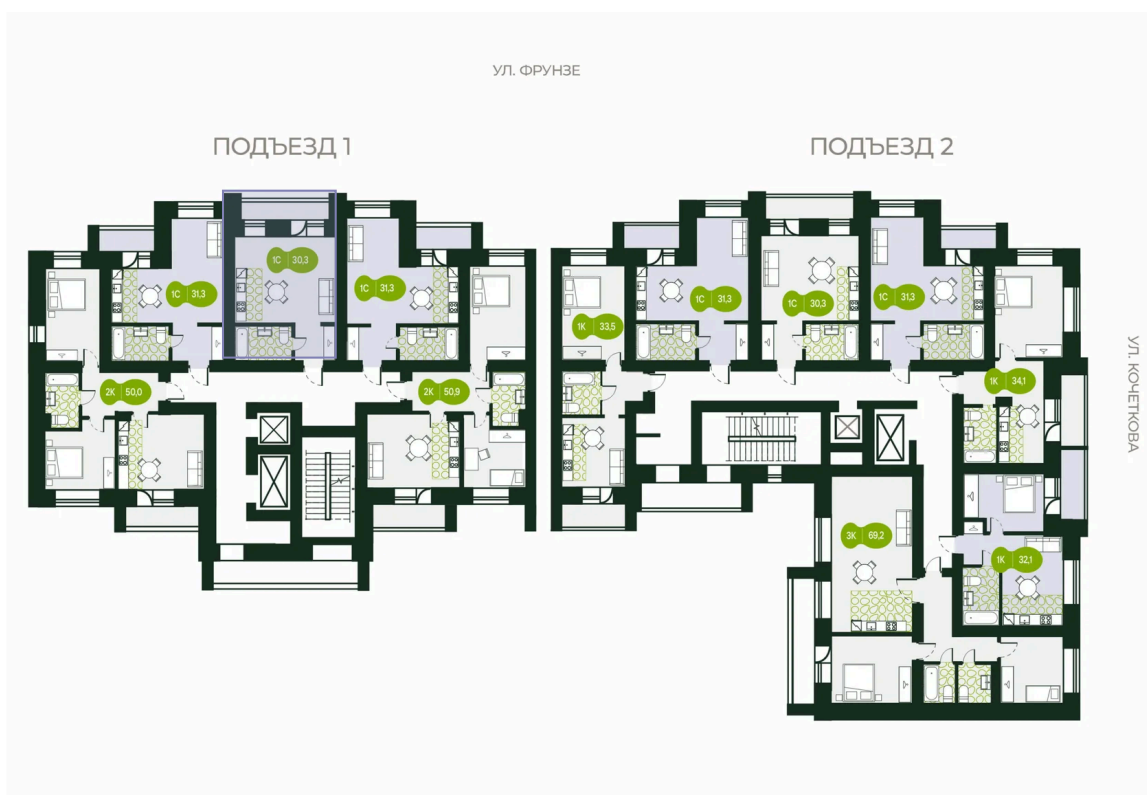 УЛ. ФРУНЗЕ
ПОДЪЕЗД 1
ПОДЪЕЗД 2
1С 31,3
1С 30,3
1С 31,3
2К 50,0
2К 50,9
1К 33,5
1С 31,3
1С 30,3
1С 31,3
1К 34,1
3К 69,2
1К 32,1
УЛ. КОЧЕТКОВА